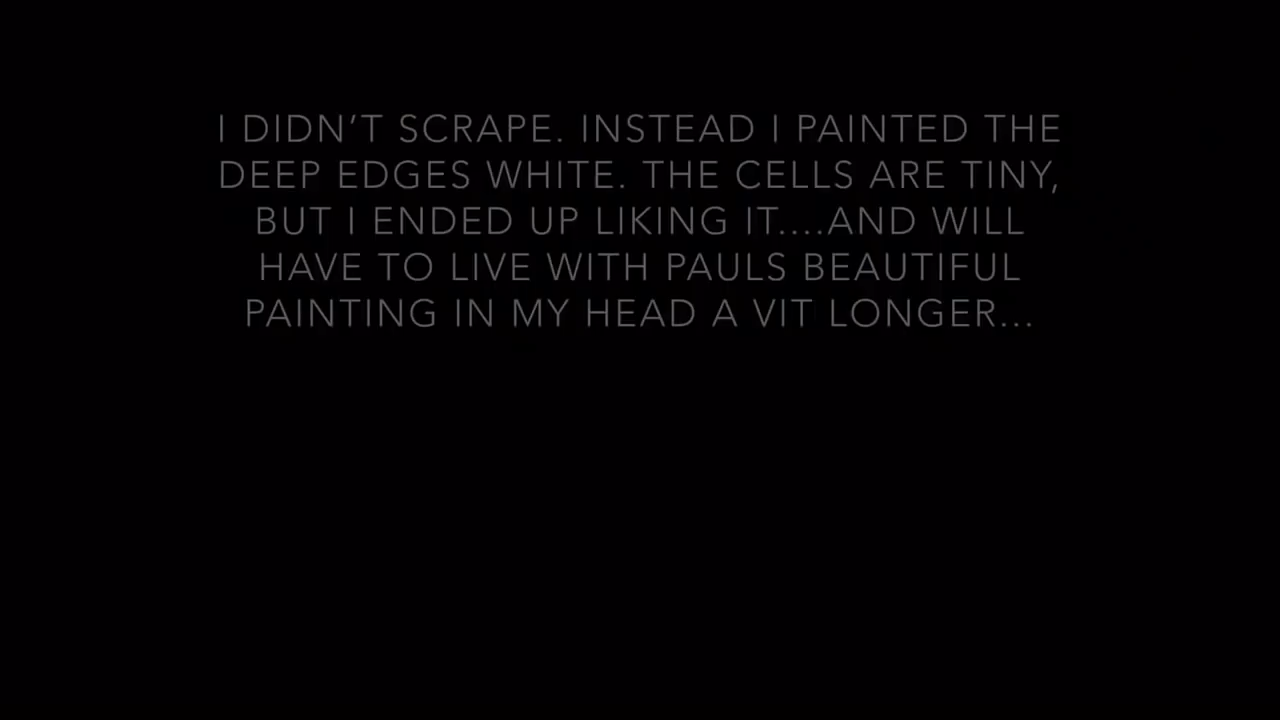 I DIDN’T SCRAPE. INSTEAD I PAINTED THE
DEEP EDGES WHITE. THE CELLS ARE TINY,
BUT I ENDED UP LIKING IT....AND WILL
HAVE TO LIVE WITH PAULS BEAUTIFUL
PAINTING IN MY HEAD A VIT LONGER...